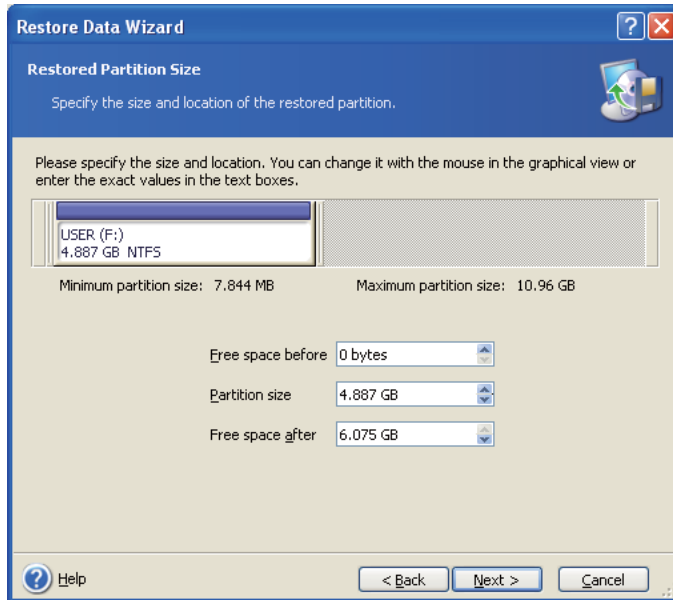 Restore Data Wizard
Restored Partition Size
Specify the size and location of the restored partition.
Please specify the size and location. You can change it with the mouse in the graphical view or
enter the exact values in the text boxes.
USER (F:)
4.887 GB NTFS
Minimum partition size: 7.844 MB Maximum partition size: 10.96 GB
Free space before 0 bytes
Partition size 4.887 GB
Free space after 6.075 GB
Help < Back Next > Cancel